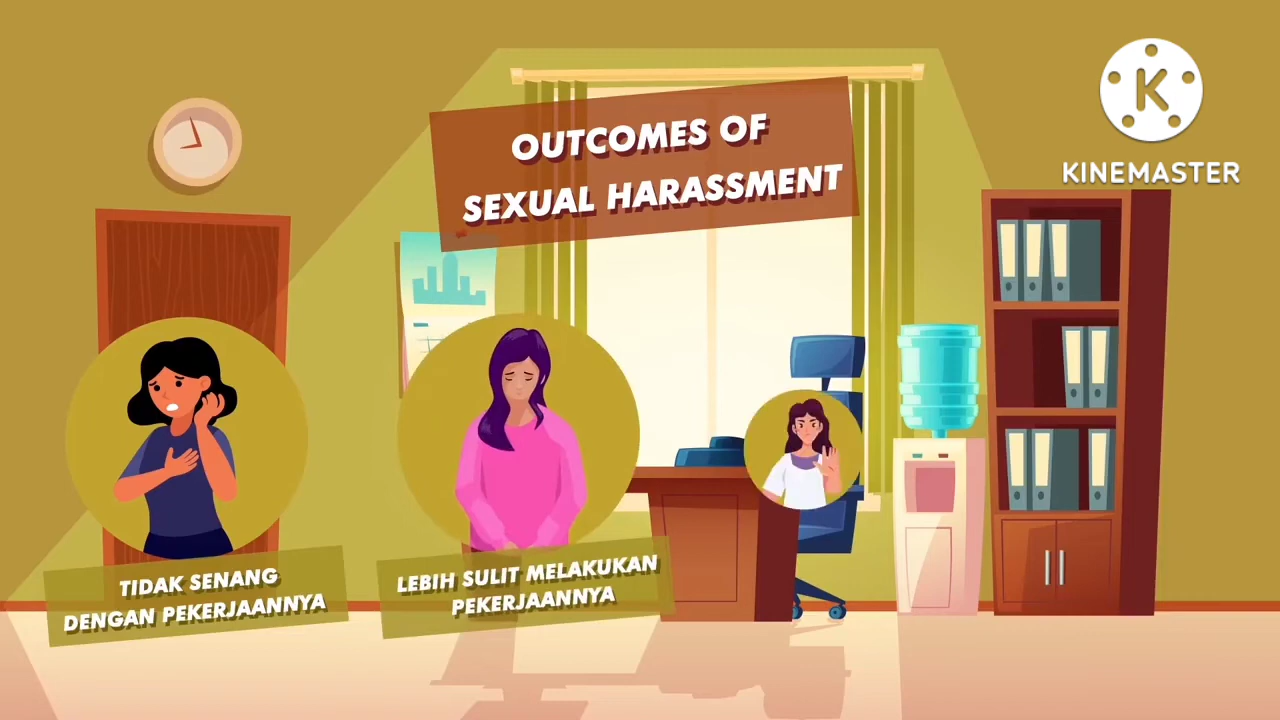 OUTCOMES OF
SEXUAL HARASSMENT
KINEMASTER
TIDAK SENANG
DENGAN PEKERJAANNYA
LEBIH SULIT MELAKUKAN
PEKERJAANNYA